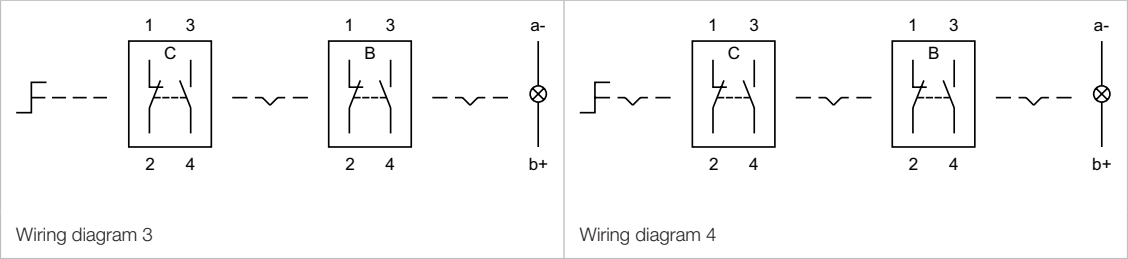 1 3 1 3 a- 1 3 1 3 a-
C B C B
2 4 2 4 b+ 2 4 2 4 b+
Wiring diagram 3 Wiring diagram 4